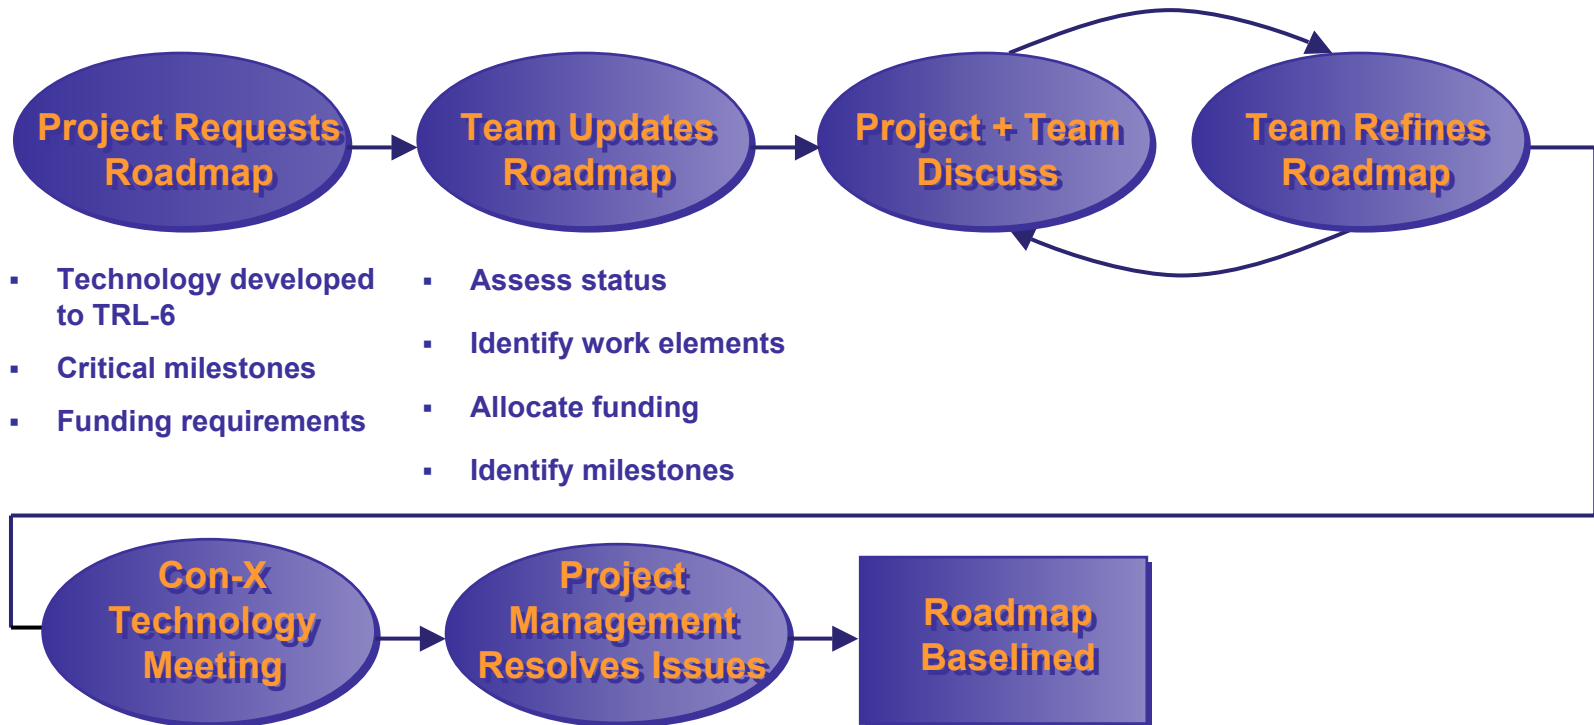 Project Requests
Roadmap
Team Updates
Roadmap
Project + Team
Discuss
Team Refines
Roadmap
▪ Technology developed
to TRL-6
▪ Critical milestones
▪ Funding requirements
▪ Assess status
▪ Identify work elements
▪ Allocate funding
▪ Identify milestones
Con-X
Technology
Meeting
Project
Management
Resolves Issues
Roadmap
Baselined